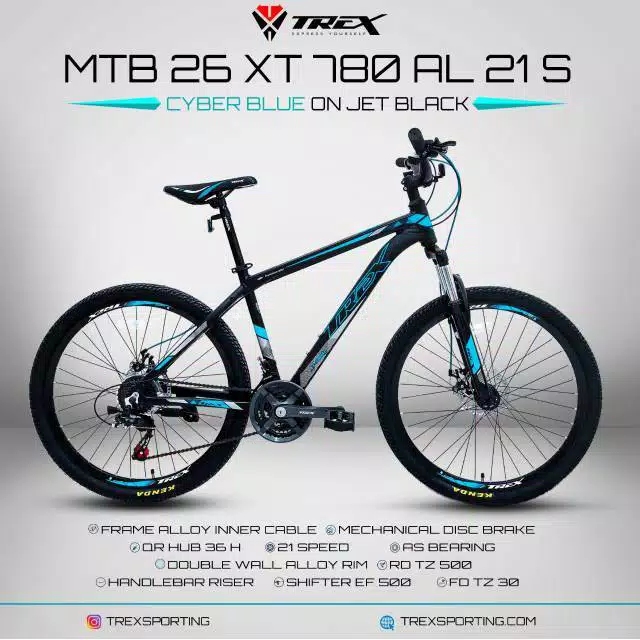 TREX
EXPRESS YOURSELF
MTB 26 XT 780 AL 21 S
CYBER BLUE ON JET BLACK
TREX
TREX
TREX
KENDA
KENDA
FRAME ALLOY INNER CABLE MECHANICAL DISC BRAKE
QR HUB 36 H 21 SPEED AS BEARING
DOUBLE WALL ALLOY RIM RD TZ 500
HANDLEBAR RISER SHIFTER EF 500 FD TZ 30
TREXSPORTING TREXSPORTING.COM